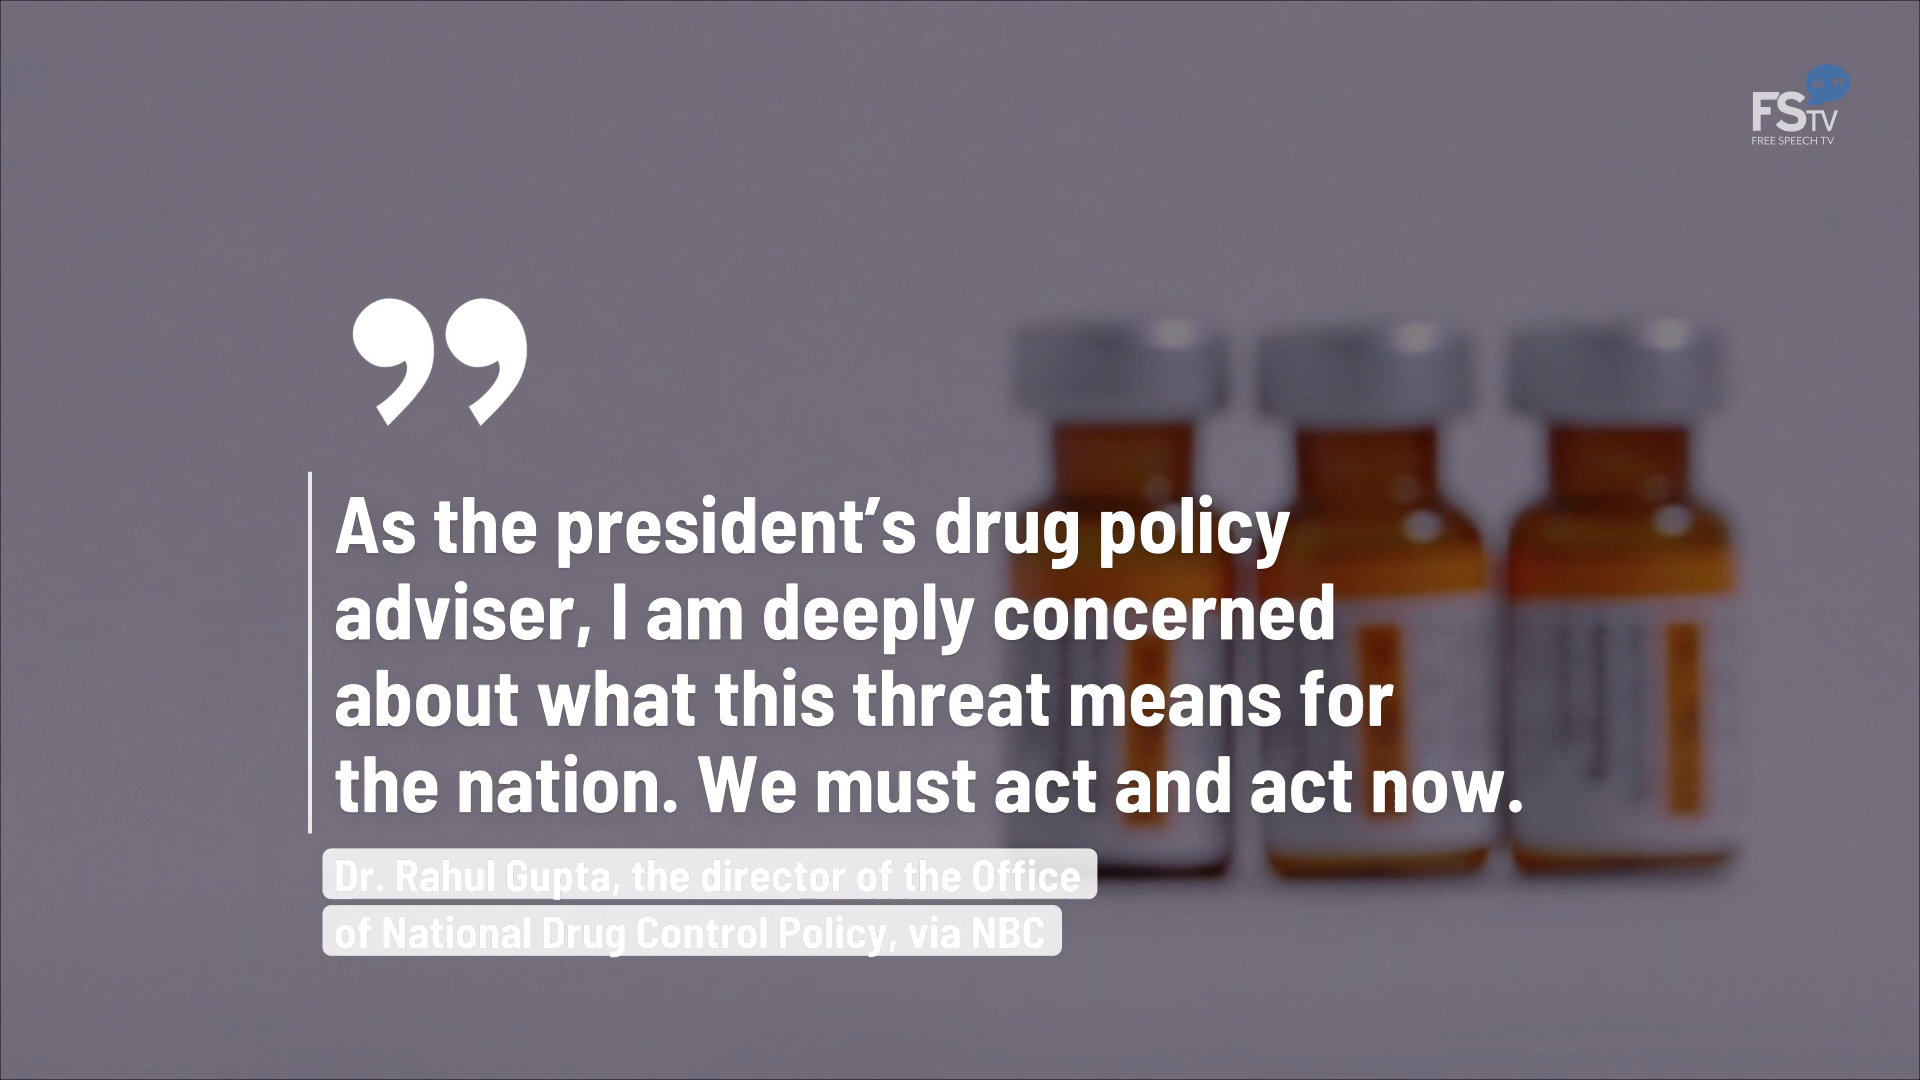 FSTV
FREE SPEECH TV
”
As the president’s drug policy
adviser, I am deeply concerned
about what this threat means for
the nation. We must act and act now.
Dr. Rahul Gupta, the director of the Office
of National Drug Control Policy, via NBC